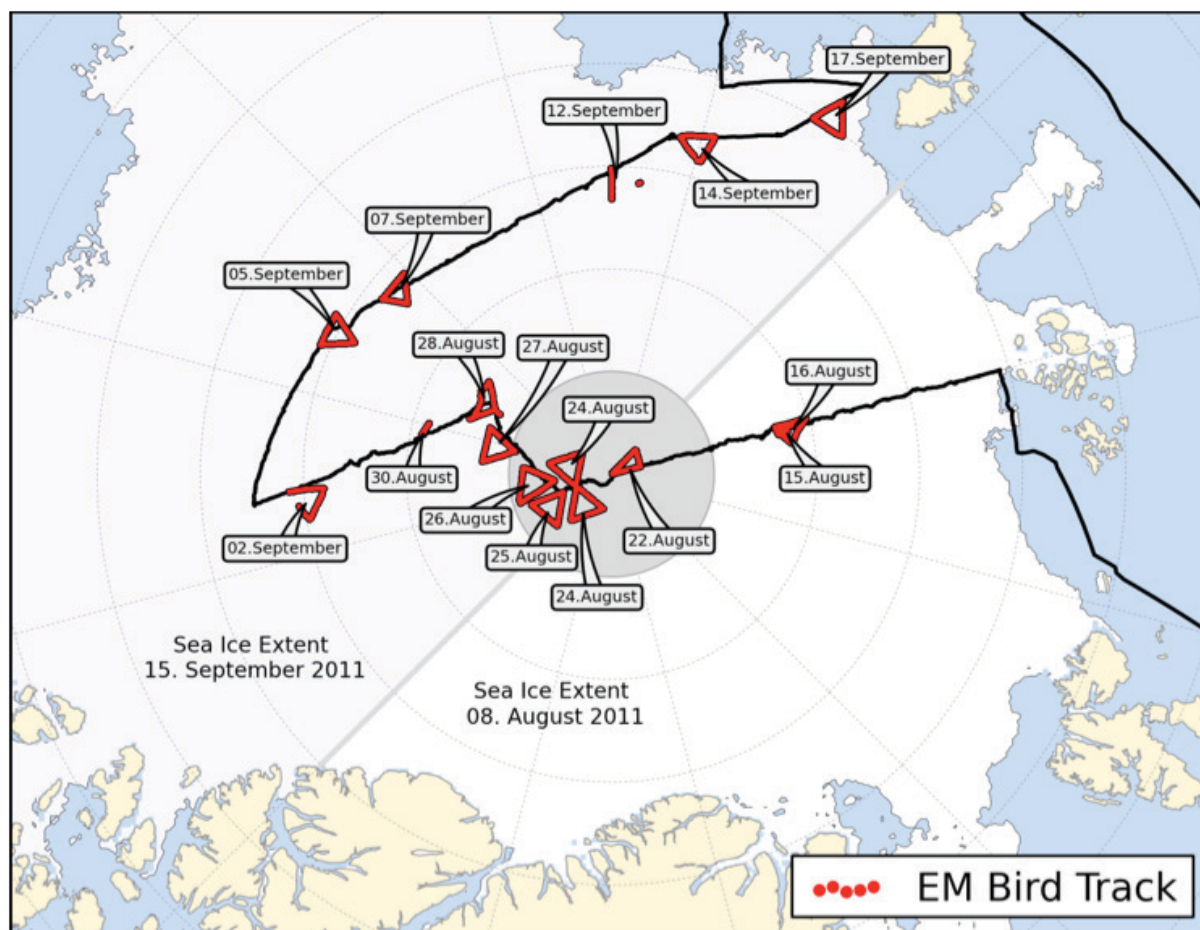 17.September
12.September
14.September
07.September
05.September
28.August
27.August
16.August
24.August
30.August
15.August
26.August
22.August
02.September
25.August
24.August
Sea Ice Extent
15. September 2011
Sea Ice Extent
08. August 2011
EM Bird Track